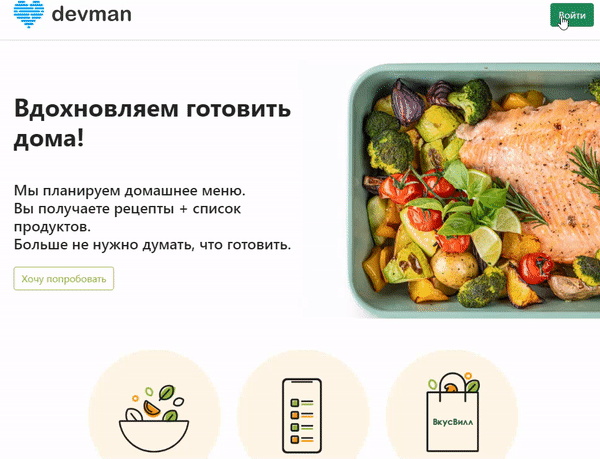 devman
Войти
Вдохновляем готовить
дома!
Мы планируем домашнее меню.
Вы получаете рецепты + список
продуктов.
Больше не нужно думать, что готовить.
Хочу попробовать
ВкусВилл